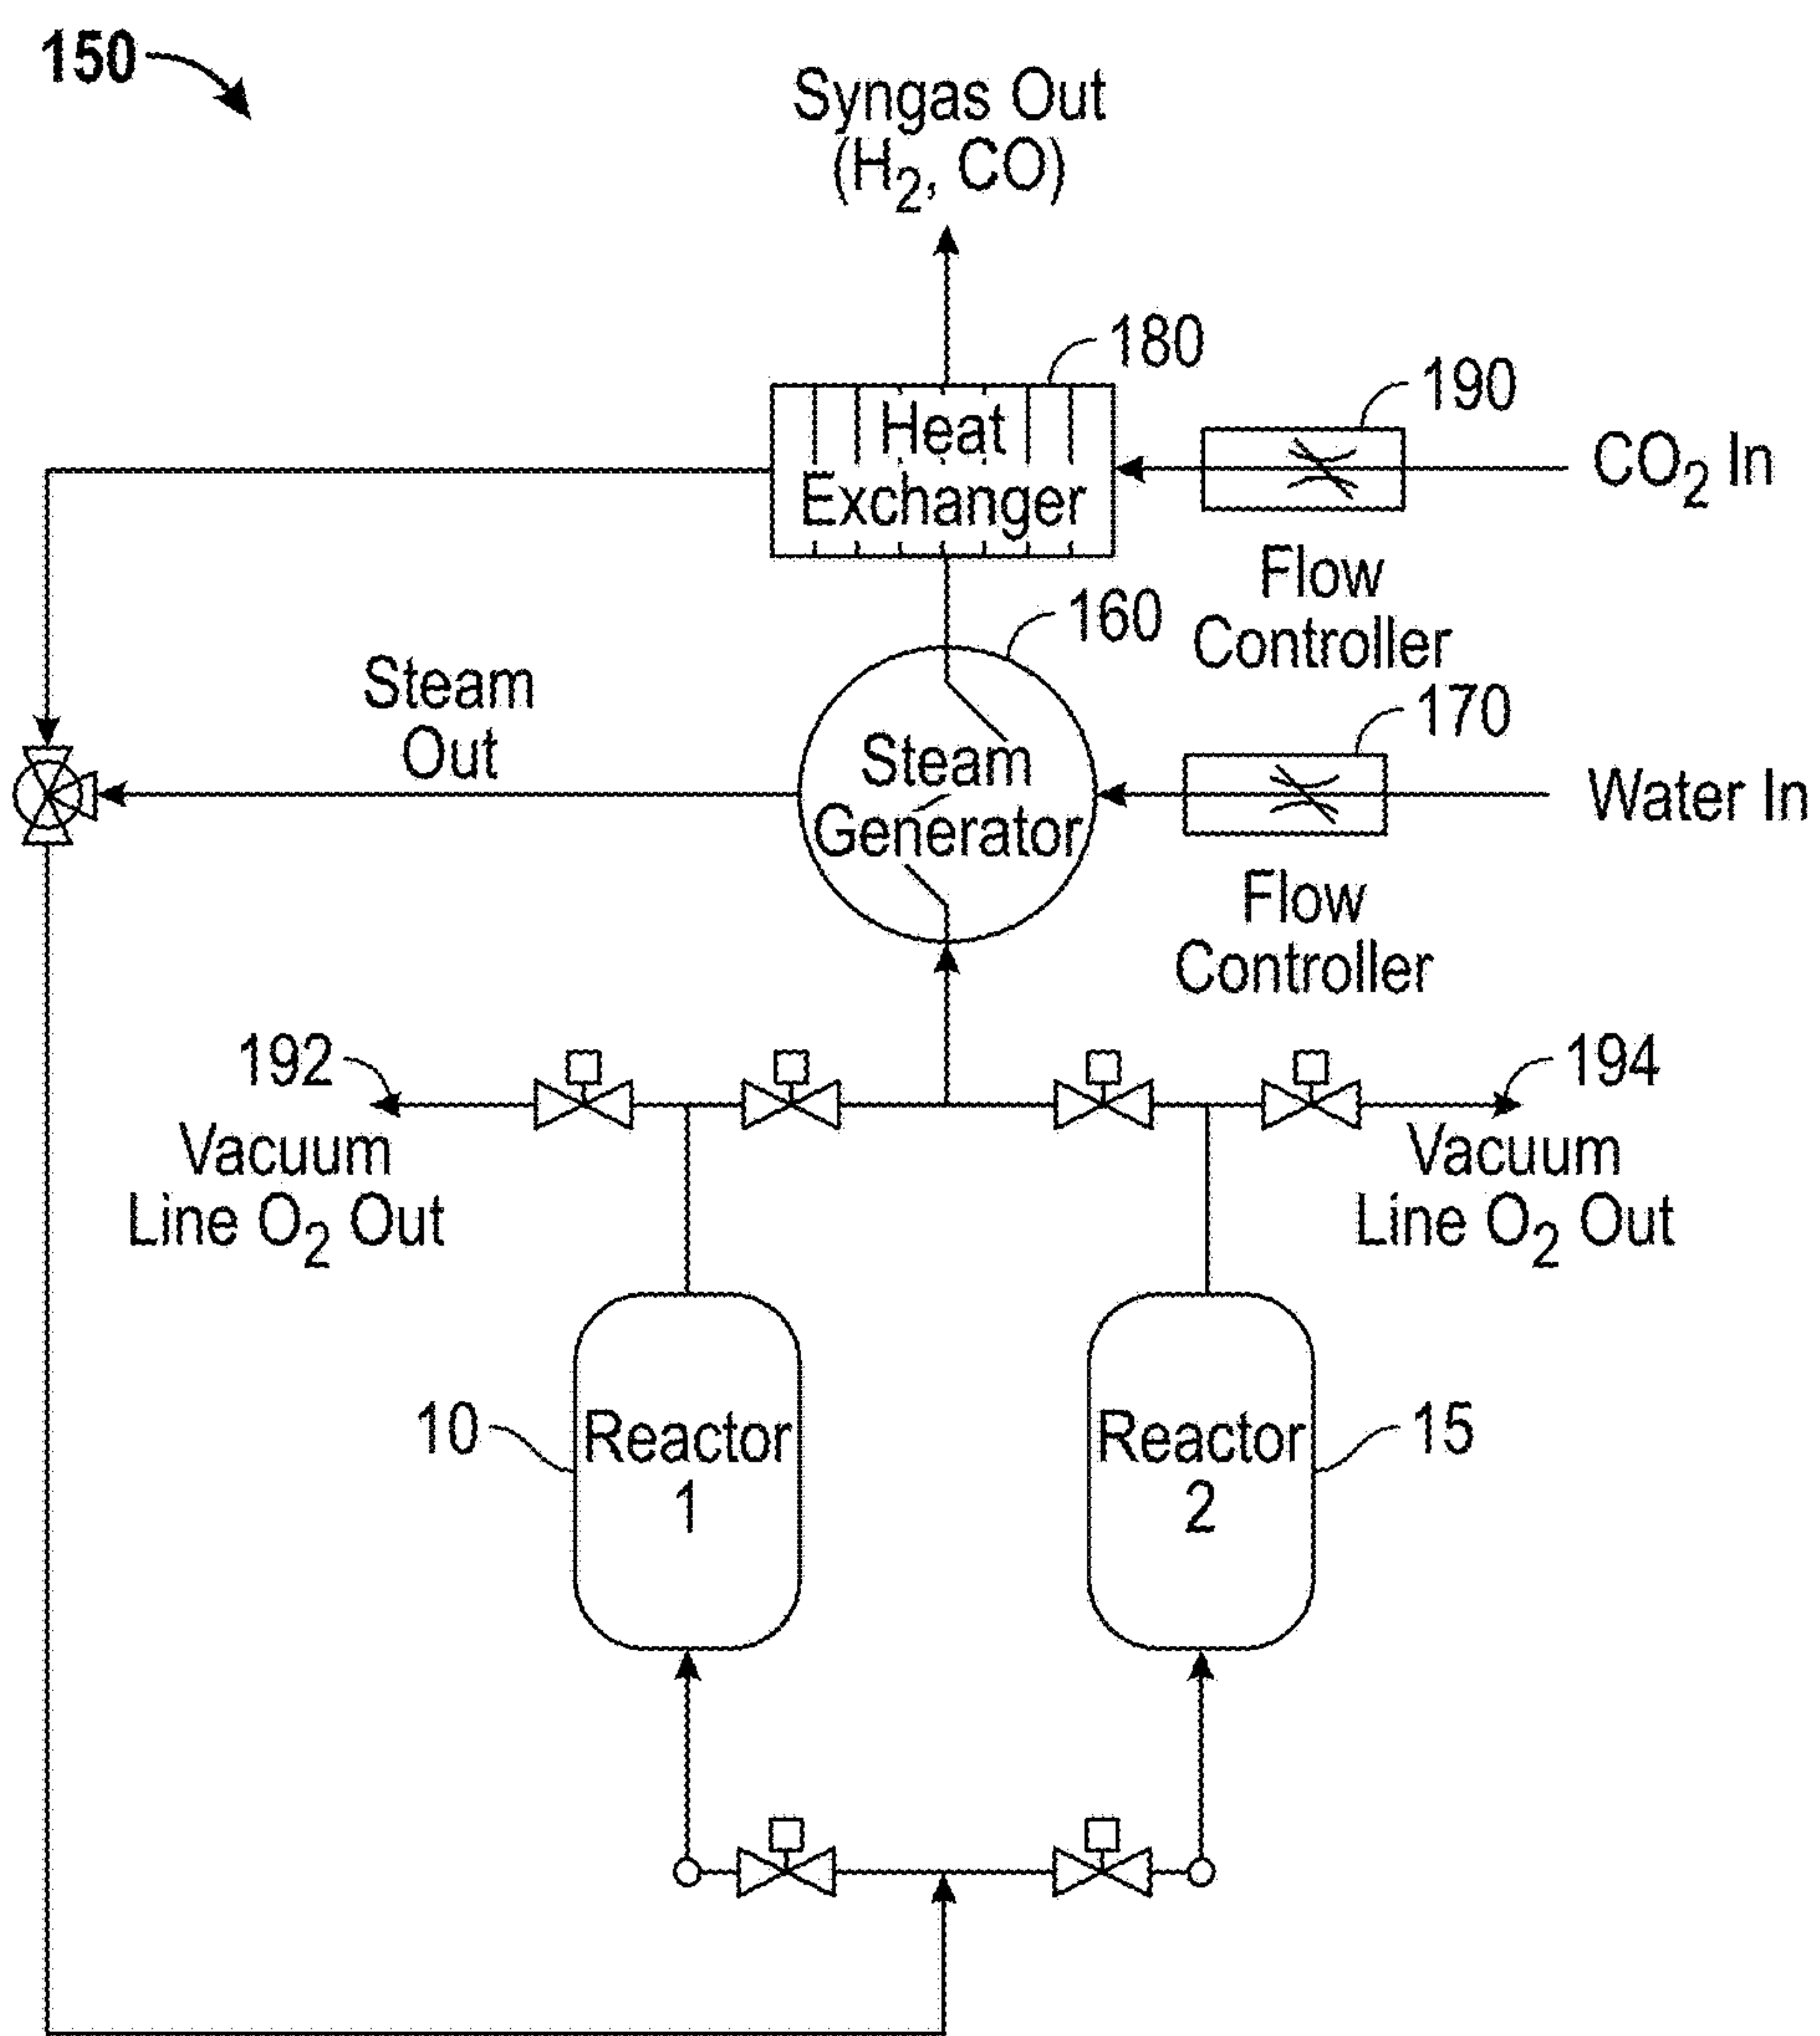 150
Syngas Out
(H2, CO)
180
190
Heat
Exchanger
CO2 In
Flow
Controller
160
170
Steam
Out
Steam
Generator
Water In
Flow
Controller
192
194
Vacuum
Line O2 Out
Vacuum
Line O2 Out
10
Reactor
1
Reactor
2
15